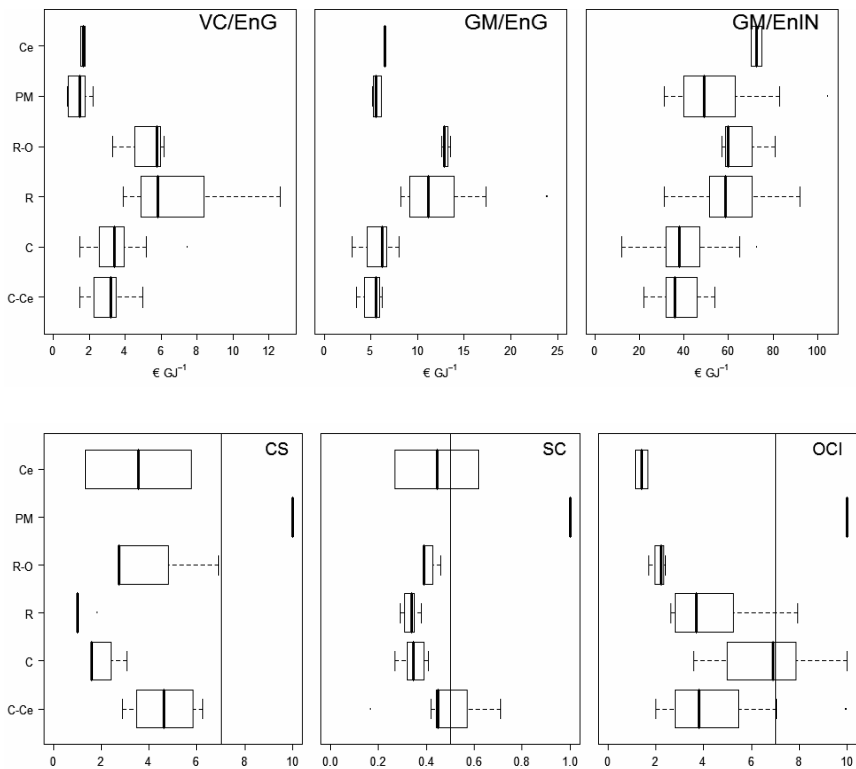 VC/EnG
GM/EnG
GM/EnIN
Ce
PM
R-O
R
C
C-Ce
0 2 4 6 8 10 12
0 5 10 15 20 25
0 20 40 60 80 100
€ GJ⁻¹
€ GJ⁻¹
€ GJ⁻¹
CS
SC
OCI
Ce
PM
R-O
R
C
C-Ce
0 2 4 6 8 10
0.0 0.2 0.4 0.6 0.8 1.0
0 2 4 6 8 10